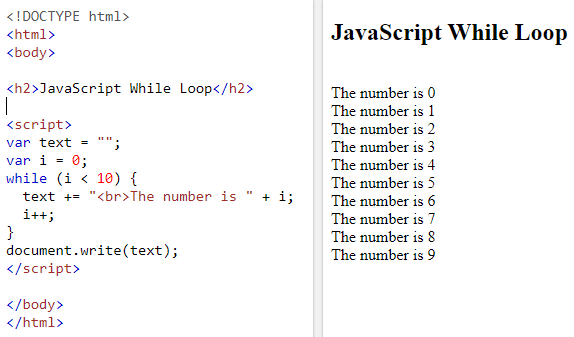 <!DOCTYPE html>
<html>
<body>
<h2>JavaScript While Loop</h2>
<script>
var text = "";
var i = 0;
while (i < 10) {
  text += "<br>The number is " + i;
  i++;
}
document.write(text);
</script>
</body>
</html>
JavaScript While Loop
The number is 0
The number is 1
The number is 2
The number is 3
The number is 4
The number is 5
The number is 6
The number is 7
The number is 8
The number is 9